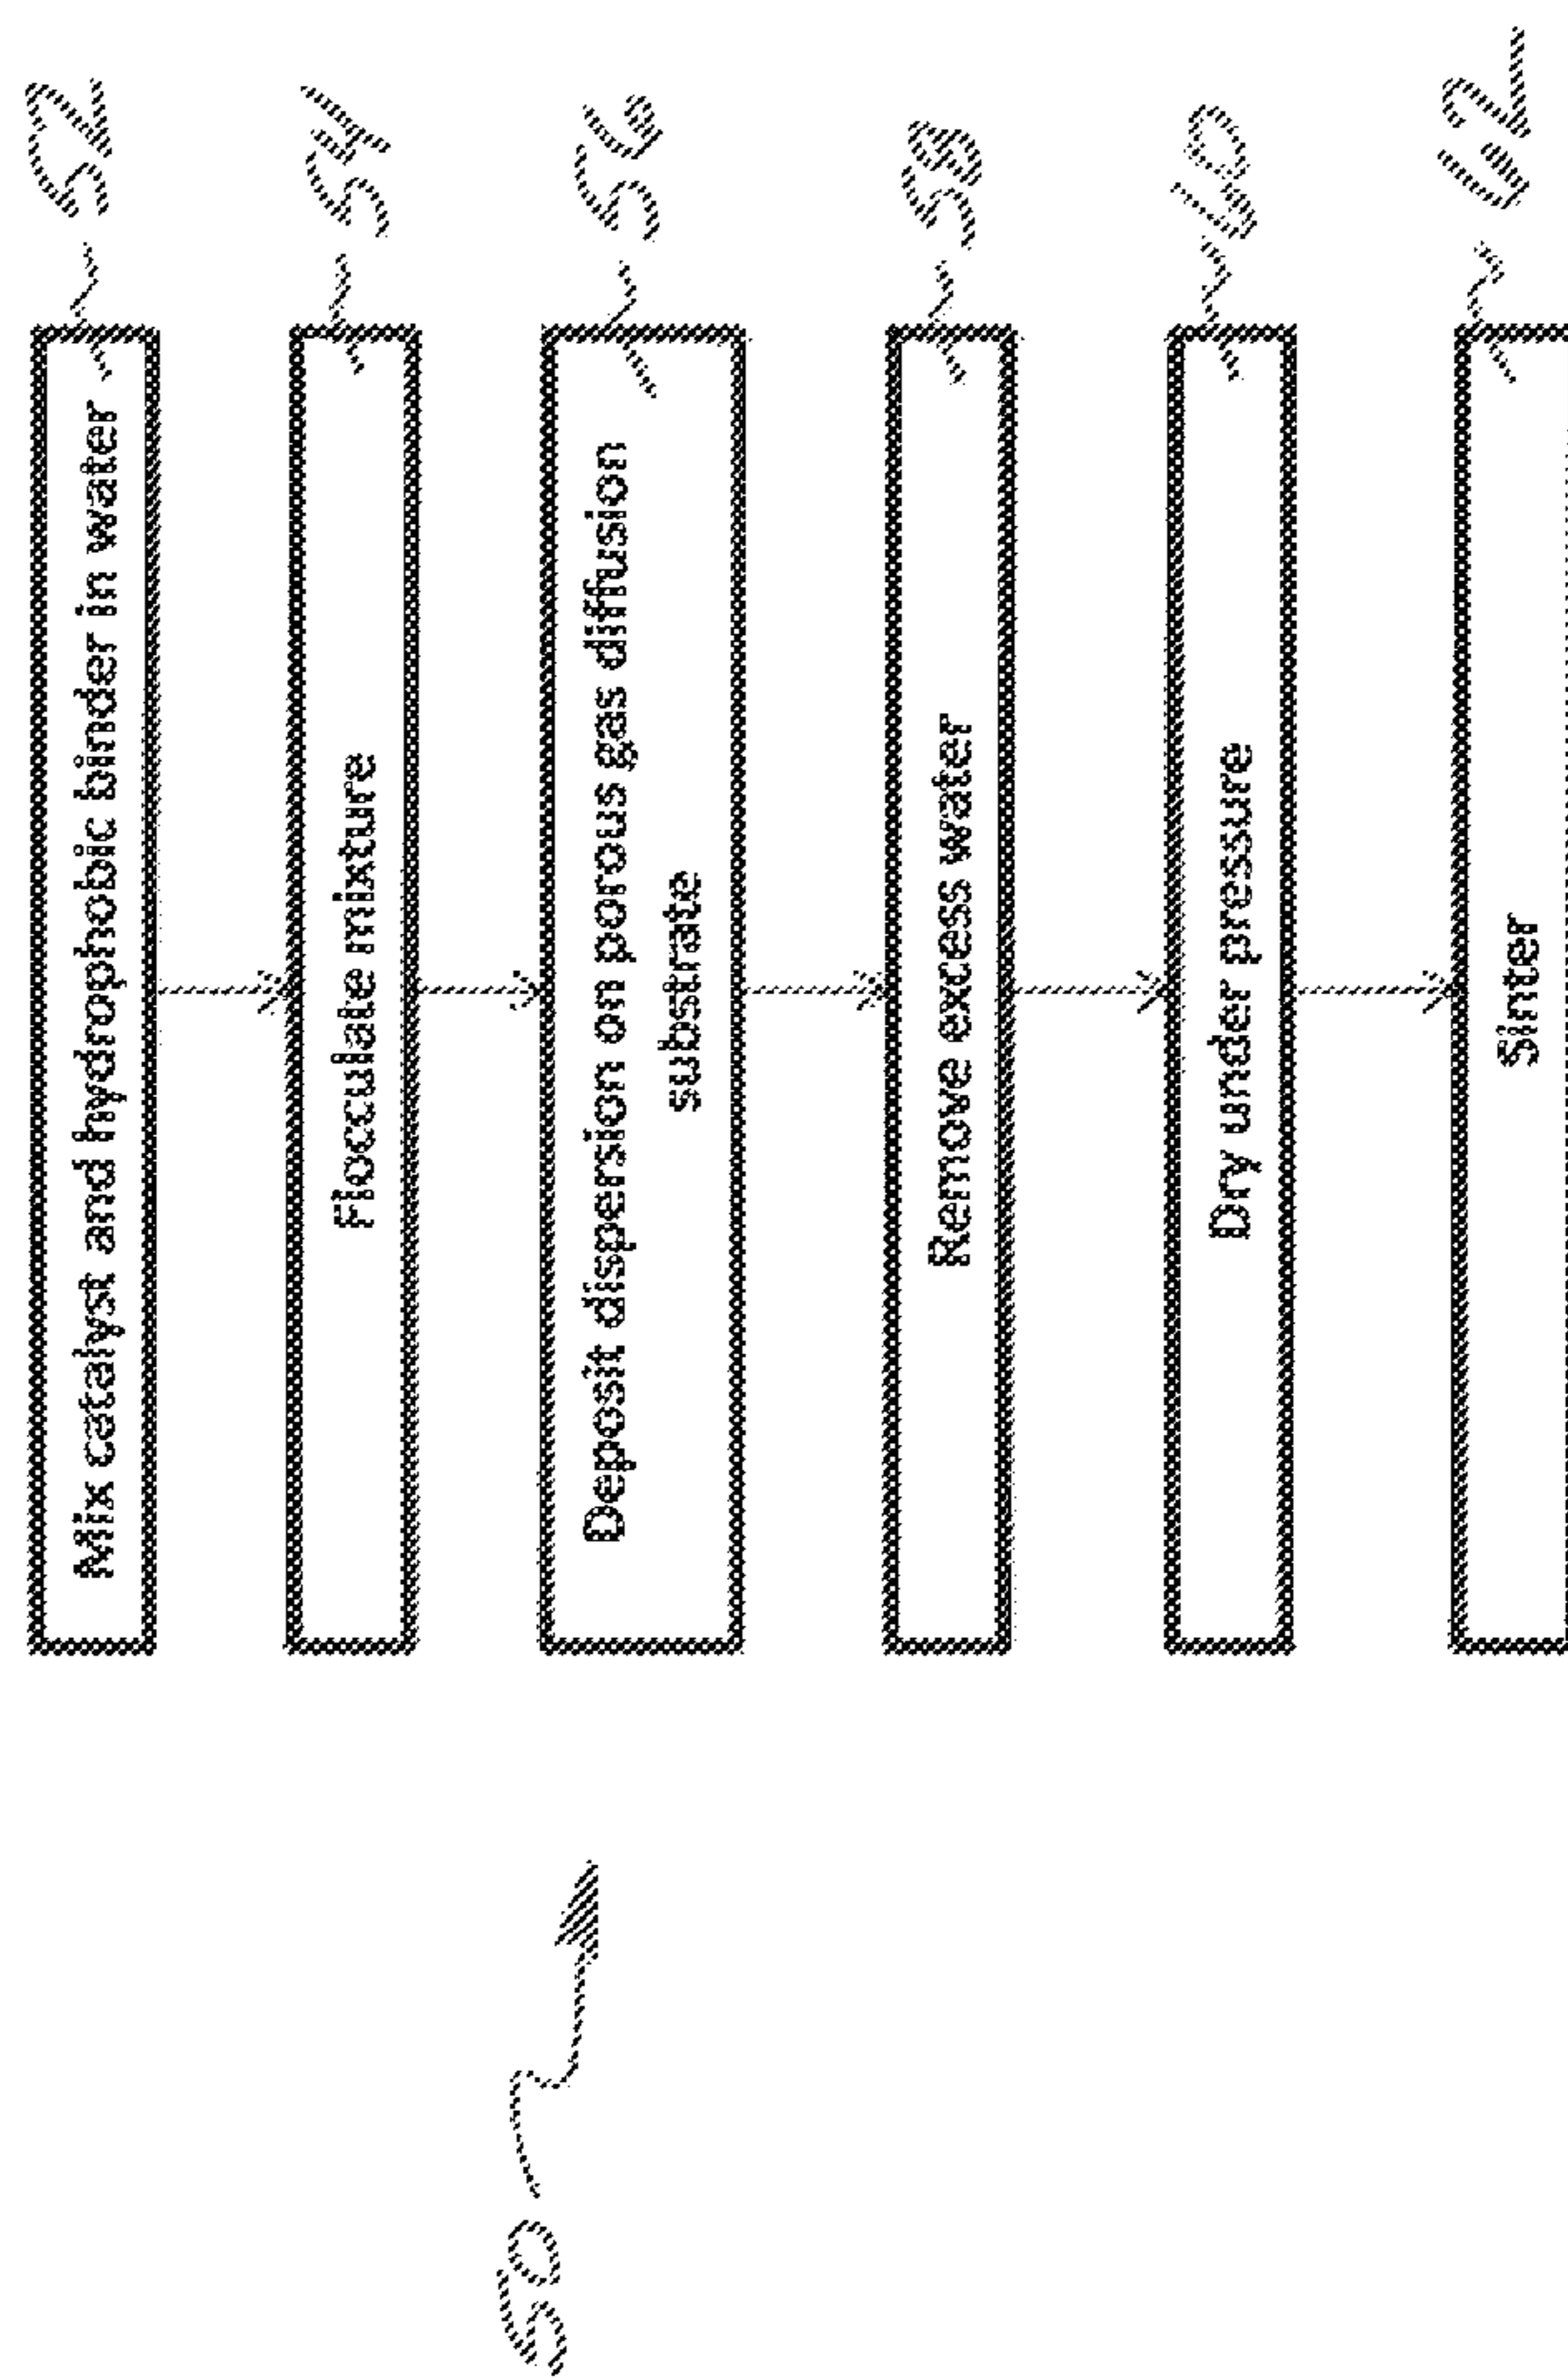 Mix catalyst and hydrophobic binder in water
52
Flocculate mixture
54
Deposit dispersion on porous gas diffusion
substrate
56
50
Remove excess water
58
Dry under pressure
60
Sinter
62